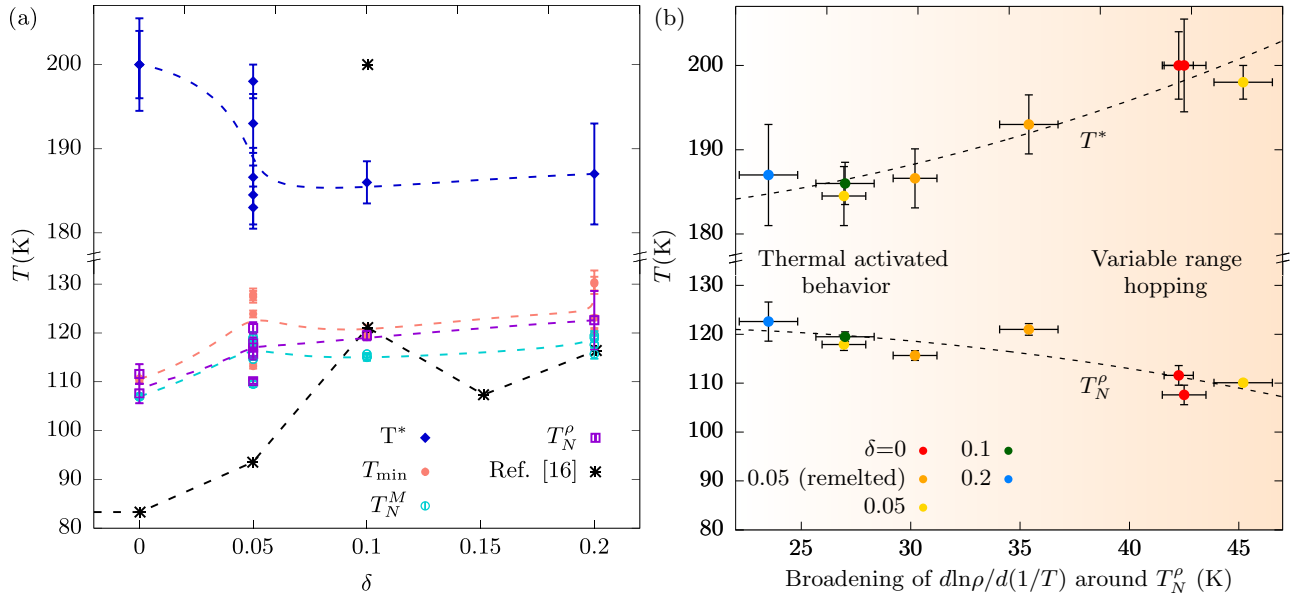 (a)
T(K)
200
190
180
130
120
110
100
90
80
T*
T_min
T_N^M
T_N^ρ
Ref. [16]
0 0.05 0.1 0.15 0.2
δ
(b)
T(K)
200
190
180
130
120
110
100
90
80
T*
Thermal activated
behavior
Variable range
hopping
T_N^ρ
δ=0
0.05 (remelted)
0.05
0.1
0.2
25 30 35 40 45
Broadening of dlnρ/d(1/T) around T_N^ρ (K)